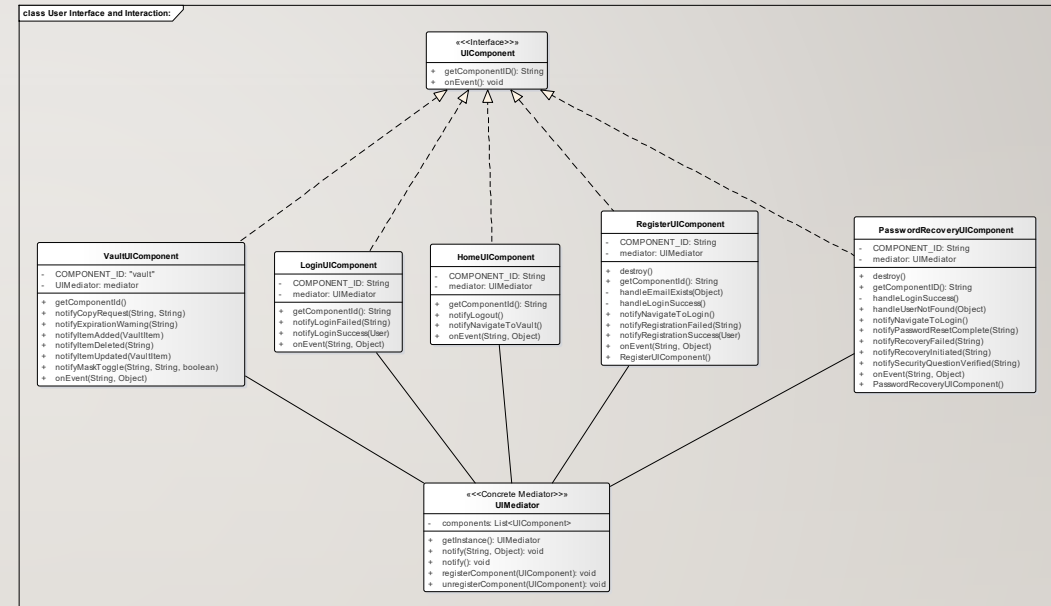 class User Interface and Interaction:
«<<Interface>>»
UIComponent
+ getComponentID(): String
+ onEvent(): void
VaultUIComponent
- COMPONENT_ID: "vault"
- UIMediator: mediator
+ getComponentId()
+ notifyCopyRequest(String, String)
+ notifyExpirationWarning(String)
+ notifyItemAdded(VaultItem)
+ notifyItemDeleted(String)
+ notifyItemUpdated(VaultItem)
+ notifyMaskToggle(String, String, boolean)
+ onEvent(String, Object)
LoginUIComponent
- COMPONENT_ID: String
- mediator: UIMediator
+ getComponentId(): String
+ notifyLoginFailed(String)
+ notifyLoginSuccess(User)
+ onEvent(String, Object)
HomeUIComponent
- COMPONENT_ID: String
- mediator: UIMediator
+ getComponentId(): String
+ notifyLogout()
+ notifyNavigateToVault()
+ onEvent(String, Object)
RegisterUIComponent
- COMPONENT_ID: String
- mediator: UIMediator
+ destroy()
+ getComponentId(): String
- handleEmailExists(Object)
- handleLoginSuccess()
+ notifyNavigateToLogin()
+ notifyRegistrationFailed(String)
+ notifyRegistrationSuccess(User)
+ onEvent(String, Object)
+ RegisterUIComponent()
PasswordRecoveryUIComponent
- COMPONENT_ID: String
- mediator: UIMediator
+ destroy()
+ getComponentID(): String
- handleLoginSuccess()
+ handleUserNotFound(Object)
+ notifyNavigateToLogin()
+ notifyPasswordResetComplete(String)
+ notifyRecoveryFailed(String)
+ notifyRecoveryInitiated(String)
+ notifySecurityQuestionVerified(String)
+ onEvent(String, Object)
+ PasswordRecoveryUIComponent()
«<<Concrete Mediator>>»
UIMediator
- components: List<UIComponent>
+ getInstance(): UIMediator
+ notify(String, Object): void
+ notify(): void
+ registerComponent(UIComponent): void
+ unregisterComponent(UIComponent): void